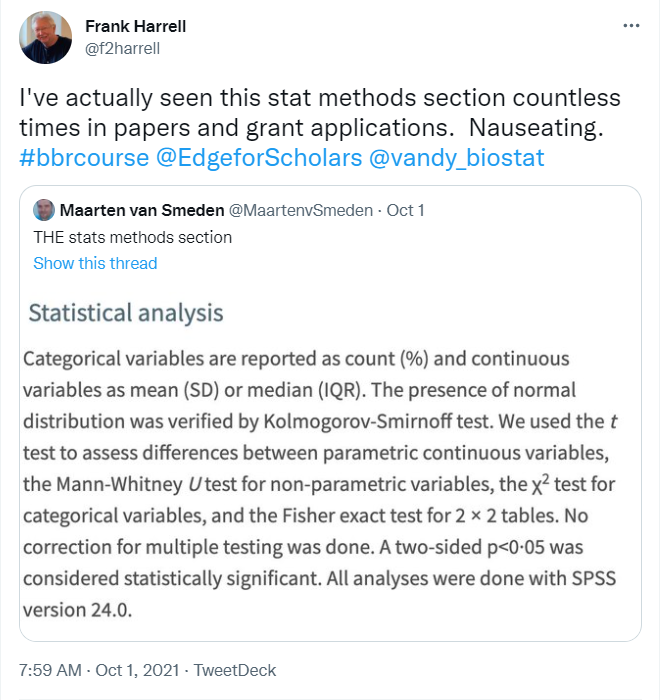 Frank Harrell
@f2harrell
I've actually seen this stat methods section countless
times in papers and grant applications.  Nauseating.
#bbrcourse @EdgeforScholars @vandy_biostat
Maarten van Smeden @MaartenvSmeden · Oct 1
THE stats methods section
Show this thread
Statistical analysis
Categorical variables are reported as count (%) and continuous
variables as mean (SD) or median (IQR). The presence of normal
distribution was verified by Kolmogorov-Smirnoff test. We used the t
test to assess differences between parametric continuous variables,
the Mann-Whitney U test for non-parametric variables, the χ² test for
categorical variables, and the Fisher exact test for 2 × 2 tables. No
correction for multiple testing was done. A two-sided p<0·05 was
considered statistically significant. All analyses were done with SPSS
version 24.0.
7:59 AM · Oct 1, 2021 · TweetDeck